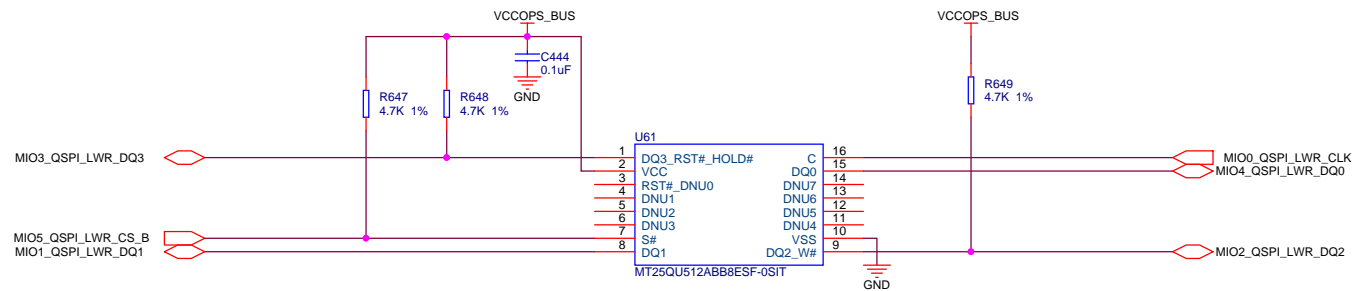 VCCOPS_BUS
VCCOPS_BUS
C444
0.1uF
GND
R647
4.7K 1%
R648
4.7K 1%
R649
4.7K 1%
U61
MIO3_QSPI_LWR_DQ3
1 DQ3_RST#_HOLD# C 16
MIO0_QSPI_LWR_CLK
2 VCC DQ0 15
MIO4_QSPI_LWR_DQ0
3 RST#_DNU0 DNU7 14
4 DNU1 DNU6 13
5 DNU2 DNU5 12
6 DNU3 DNU4 11
MIO5_QSPI_LWR_CS_B
7 S# VSS 10
MIO1_QSPI_LWR_DQ1
8 DQ1 DQ2_W# 9
MIO2_QSPI_LWR_DQ2
MT25QU512ABB8ESF-0SIT
GND